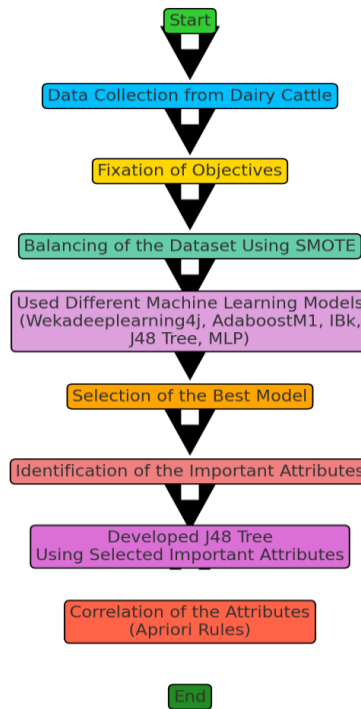 Start
Data Collection from Dairy Cattle
Fixation of Objectives
Balancing of the Dataset Using SMOTE
Used Different Machine Learning Models
(Wekadeeplearning4j, AdaboostM1, IBk,
J48 Tree, MLP)
Selection of the Best Model
Identification of the Important Attributes
Developed J48 Tree
Using Selected Important Attributes
Correlation of the Attributes
(Apriori Rules)
End